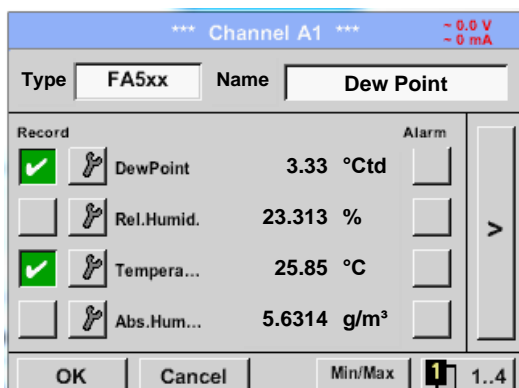 *** Channel A1 ***
~ 0.0 V
~ 0 mA
Type FA5xx Name Dew Point
Record Alarm
DewPoint 3.33 °Ctd
Rel.Humid. 23.313 %
>
Tempera... 25.85 °C
Abs.Hum... 5.6314 g/m³
OK Cancel Min/Max 1 1..4